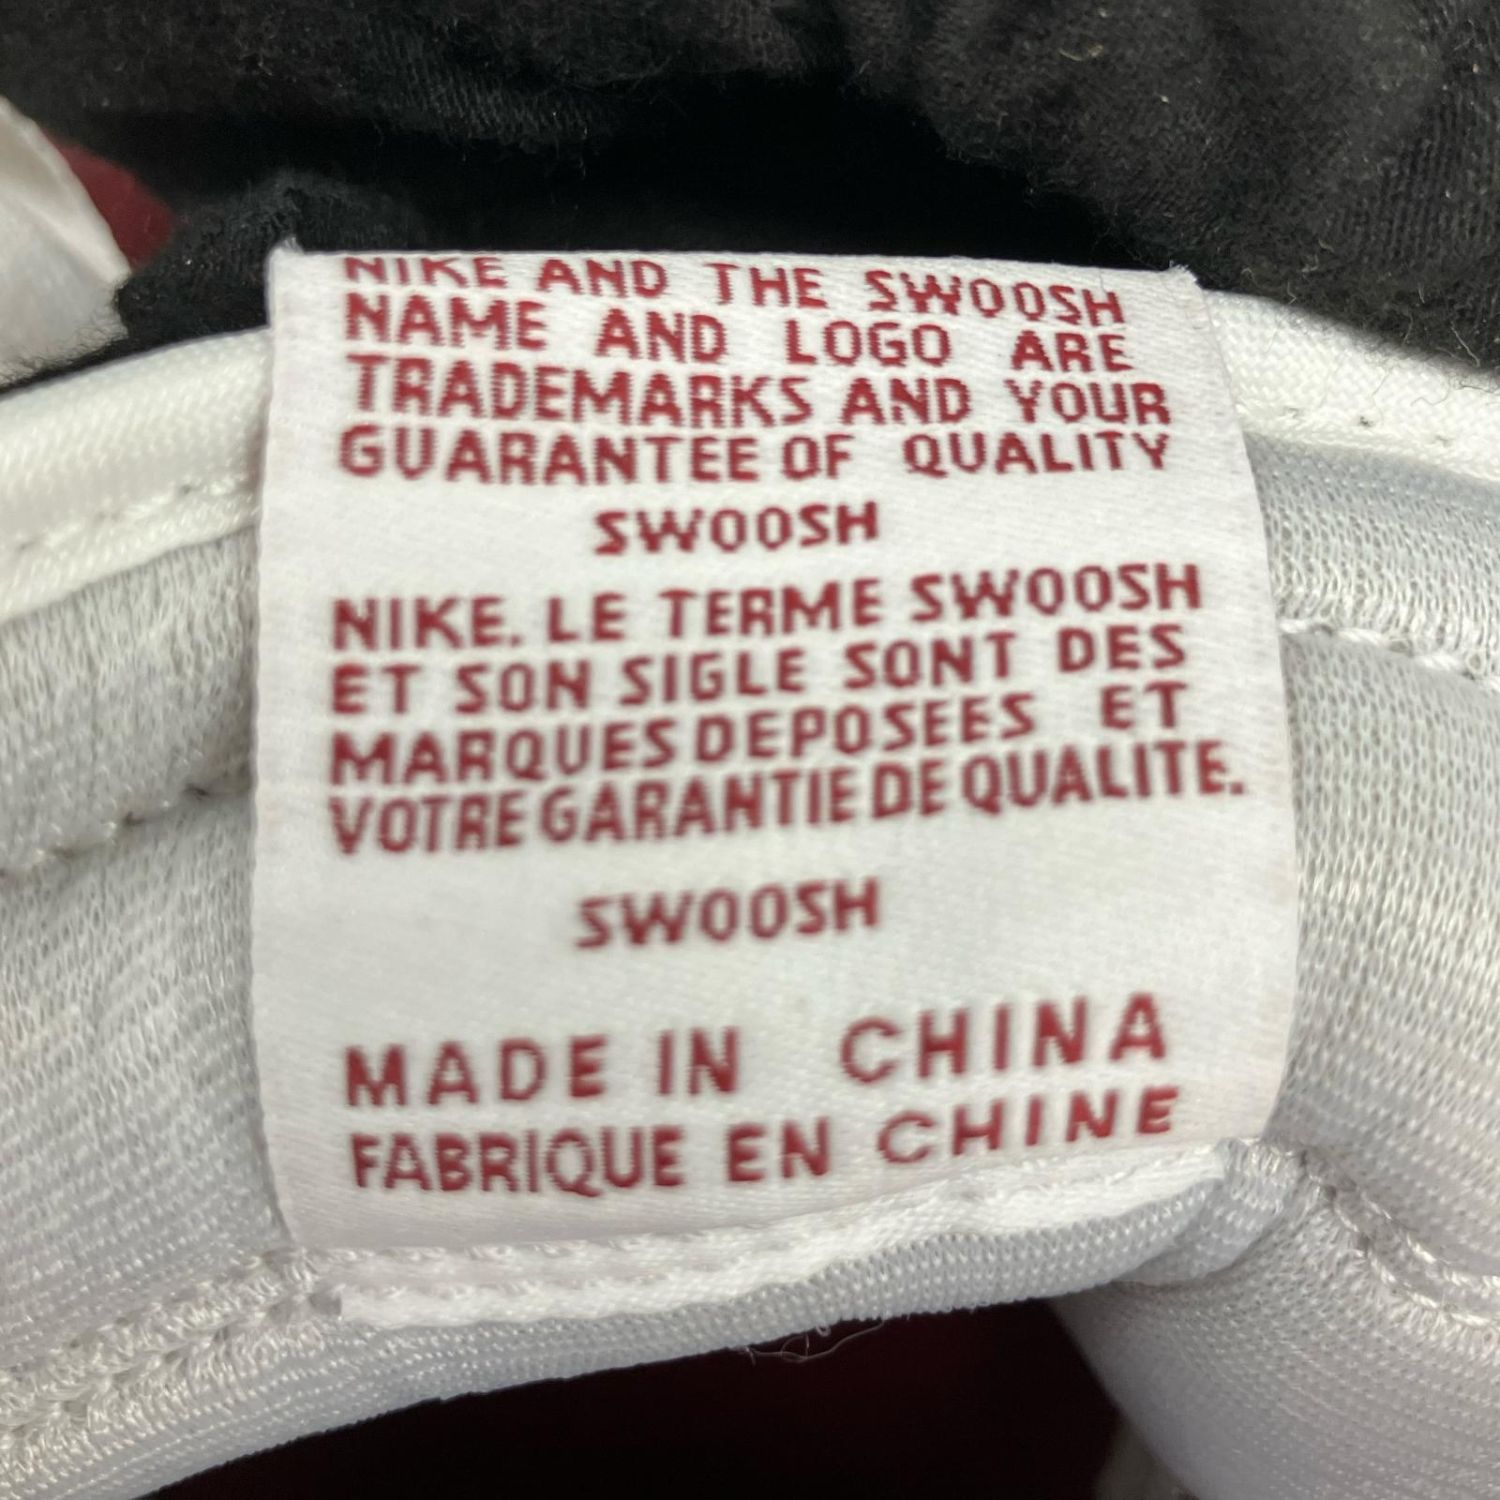 NIKE AND THE SWOOSH
NAME AND LOGO ARE
TRADEMARKS AND YOUR
GUARANTEE OF QUALITY
SWOOSH
NIKE. LE TERME SWOOSH
ET SON SIGLE SONT DES
MARQUES DEPOSEES ET
VOTRE GARANTIE DE QUALITE.
SWOOSH
MADE IN CHINA
FABRIQUE EN CHINE